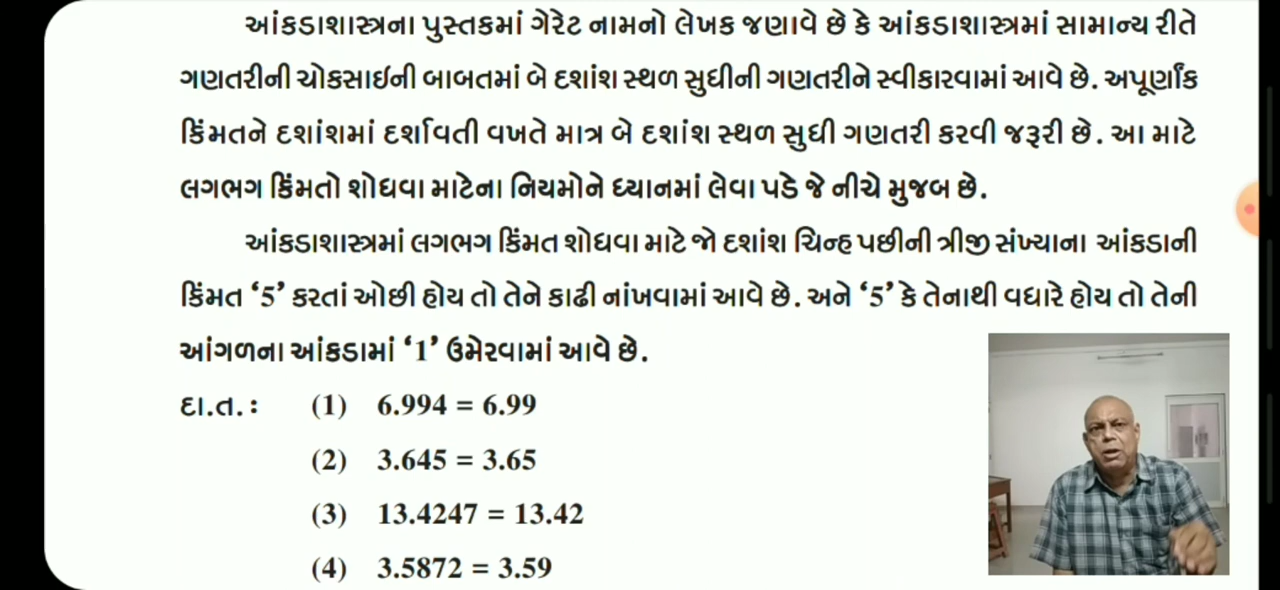 આંકડાશાસ્ત્રના પુસ્તકમાં ગેરેટ નામનો લેખક જણાવે છે કે આંકડાશાસ્ત્રમાં સામાન્ય રીતે
ગણતરીની ચોકસાઈની બાબતમાં બે દશાંશ સ્થળ સુધીની ગણતરીને સ્વીકારવામાં આવે છે. અપૂર્ણાંક
કિંમતને દશાંશમાં દર્શાવતી વખતે માત્ર બે દશાંશ સ્થળ સુધી ગણતરી કરવી જરૂરી છે. આ માટે
લગભગ કિંમતો શોધવા માટેના નિયમોને ધ્યાનમાં લેવા પડે જે નીચે મુજબ છે.
આંકડાશાસ્ત્રમાં લગભગ કિંમત શોધવા માટે જો દશાંશ ચિન્હ પછીની ત્રીજી સંખ્યાના આંકડાની
કિંમત ‘5’ કરતાં ઓછી હોય તો તેને કાઢી નાંખવામાં આવે છે. અને ‘5’ કે તેનાથી વધારે હોય તો તેની
આંગળના આંકડામાં ‘1’ ઉમેરવામાં આવે છે.
દા.ત. : (1) 6.994 = 6.99
(2) 3.645 = 3.65
(3) 13.4247 = 13.42
(4) 3.5872 = 3.59